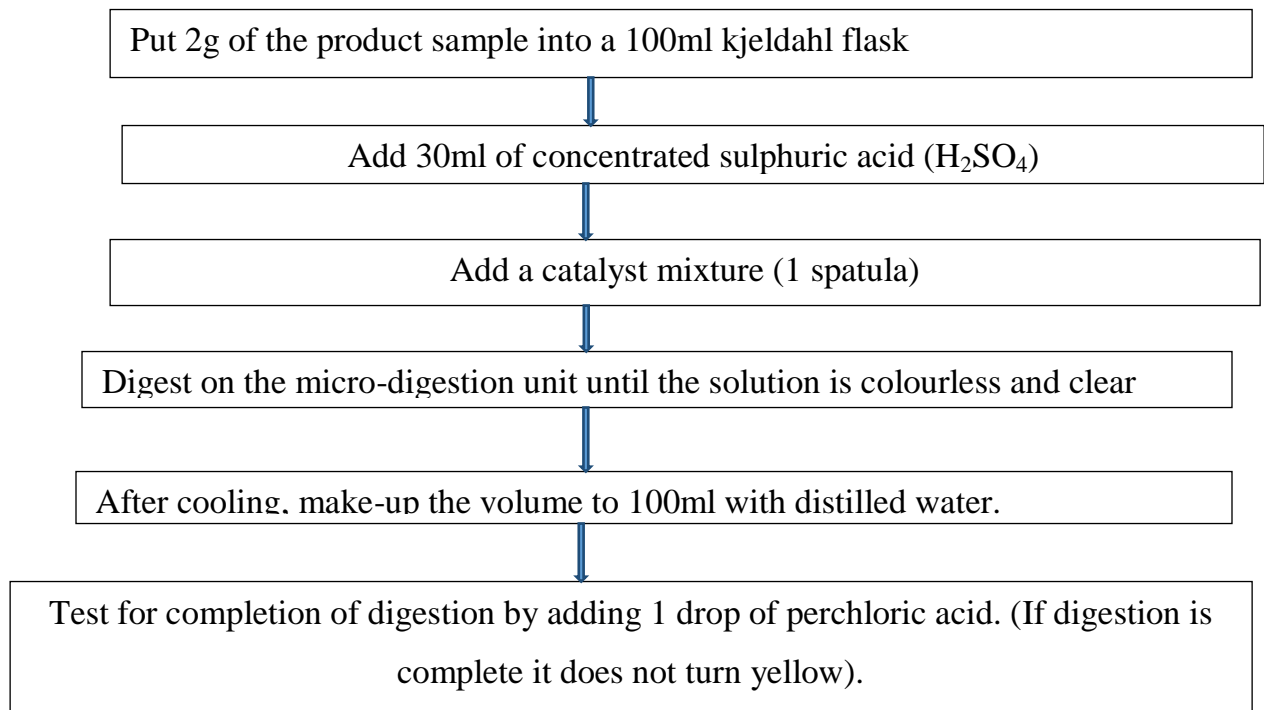 Put 2g of the product sample into a 100ml kjeldahl flask
Add 30ml of concentrated sulphuric acid (H₂SO₄)
Add a catalyst mixture (1 spatula)
Digest on the micro-digestion unit until the solution is colourless and clear
After cooling, make-up the volume to 100ml with distilled water.
Test for completion of digestion by adding 1 drop of perchloric acid. (If digestion is
complete it does not turn yellow).